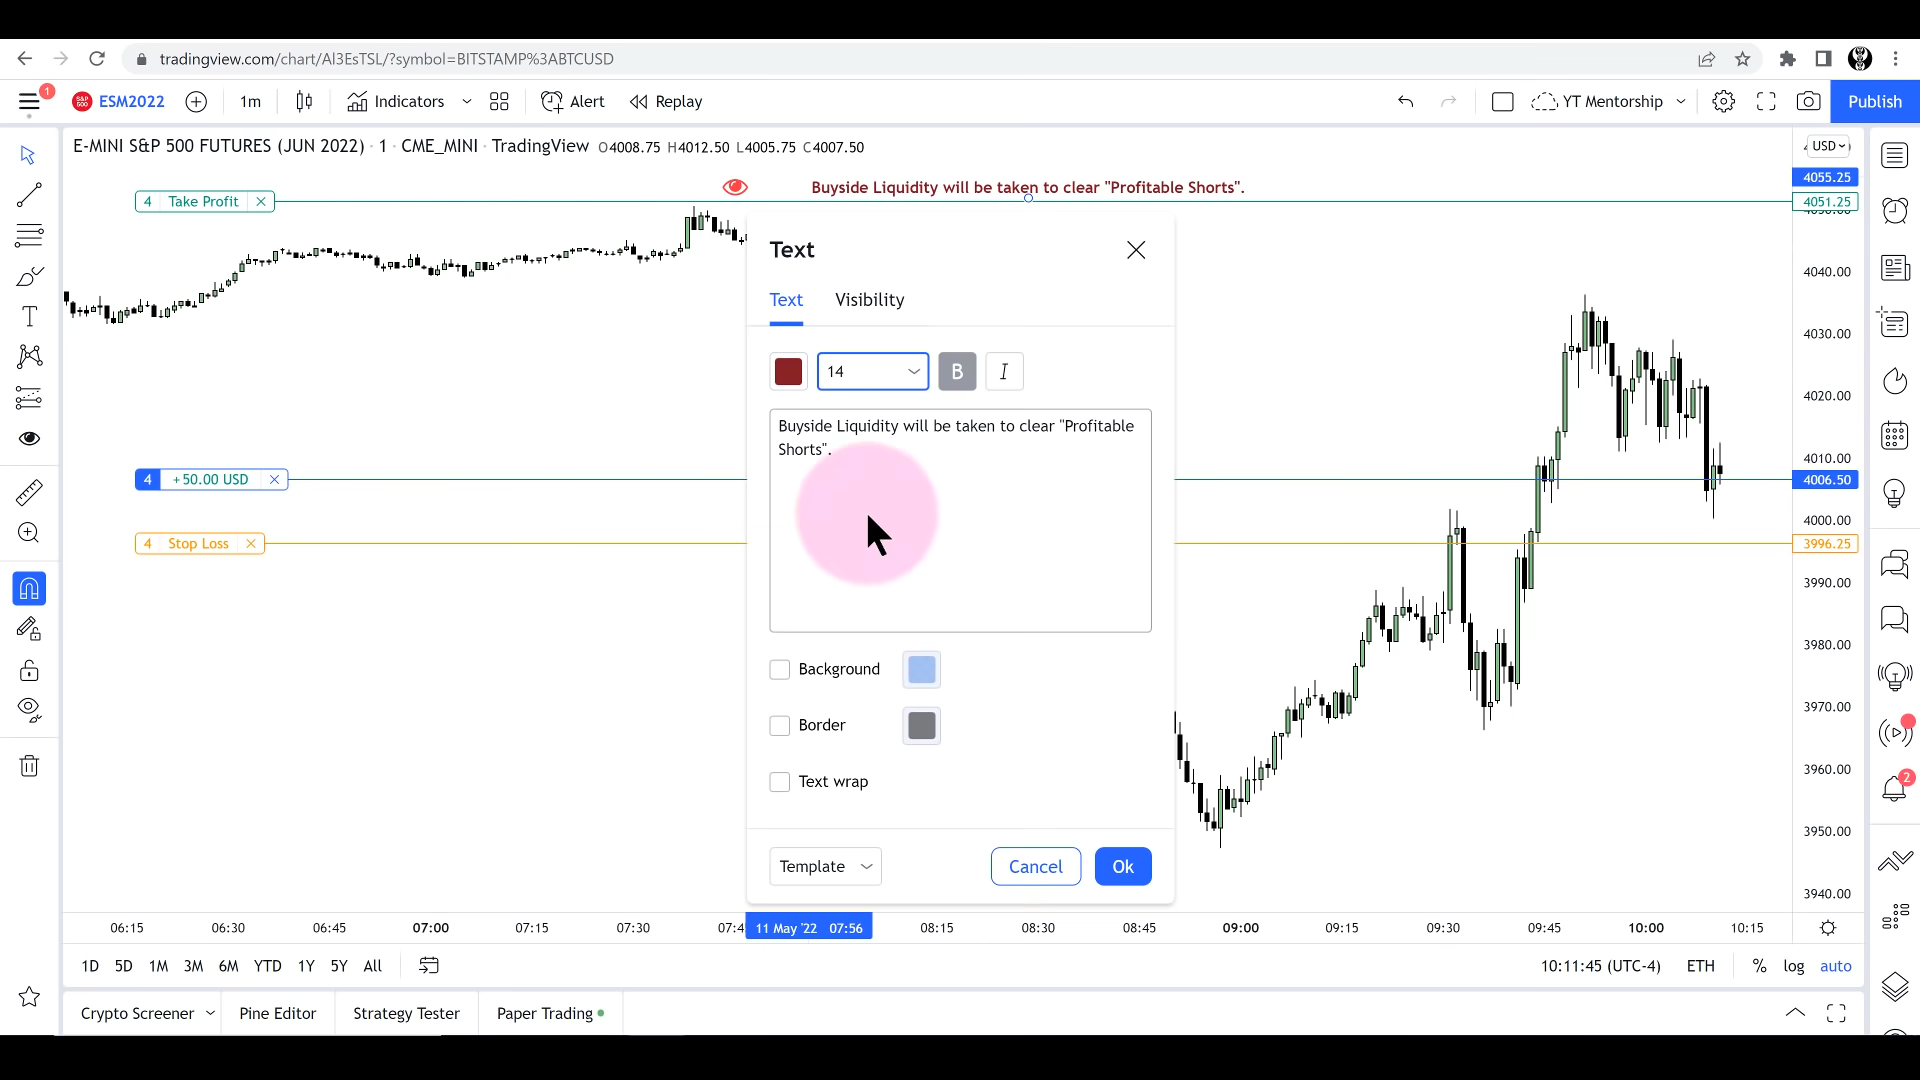 tradingview.com/chart/Al3EsTSL/?symbol=BITSTAMP%3ABTCUSD
1
S&P 500
ESM2022
1m
Indicators
Alert
Replay
YT Mentorship
Publish
E-MINI S&P 500 FUTURES (JUN 2022) · 1 · CME_MINI · TradingView O4008.75 H4012.50 L4005.75 C4007.50
USD
4055.25
Buyside Liquidity will be taken to clear "Profitable Shorts".
4 Take Profit
4051.25
Text
4040.00
Text Visibility
4030.00
14 B I
4020.00
Buyside Liquidity will be taken to clear "Profitable
Shorts".
4010.00
4 +50.00 USD
4006.50
4000.00
4 Stop Loss
3996.25
3990.00
3980.00
Background
3970.00
Border
3960.00
Text wrap
2
3950.00
Template Cancel Ok
3940.00
06:15 06:30 06:45 07:00 07:15 07:30 07:4 11 May '22 07:56 08:15 08:30 08:45 09:00 09:15 09:30 09:45 10:00 10:15
1D 5D 1M 3M 6M YTD 1Y 5Y All
10:11:45 (UTC-4) ETH % log auto
Crypto Screener Pine Editor Strategy Tester Paper Trading